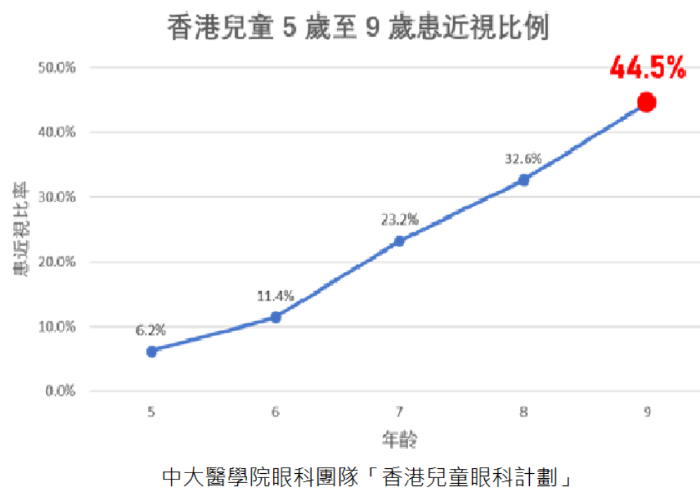 香港兒童 5 歲至 9 歲患近視比例
50.0%
44.5%
40.0%
32.6%
30.0%
23.2%
20.0%
11.4%
10.0%
6.2%
0.0%
患近視比率
5 6 7 8 9
年齡
中大醫學院眼科團隊「香港兒童眼科計劃」